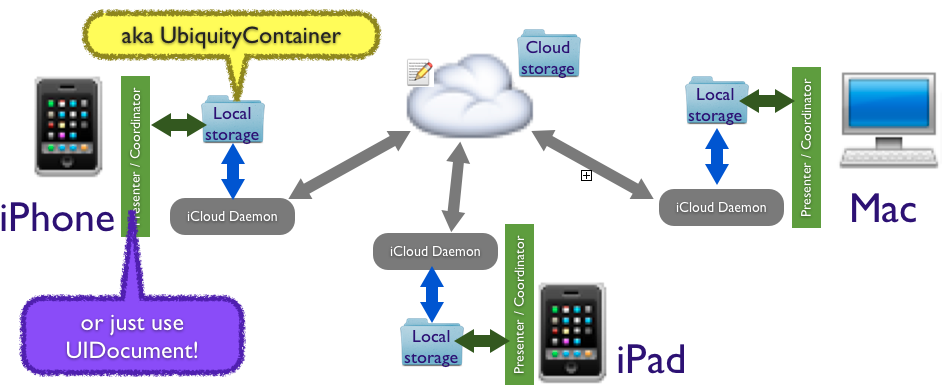 aka UbiquityContainer
Cloud
storage
Local
storage
Presenter / Coordinator
iCloud Daemon
iPhone
or just use
UIDocument!
iCloud Daemon
Local
storage
Presenter / Coordinator
iPad
Local
storage
iCloud Daemon
Presenter / Coordinator
Mac